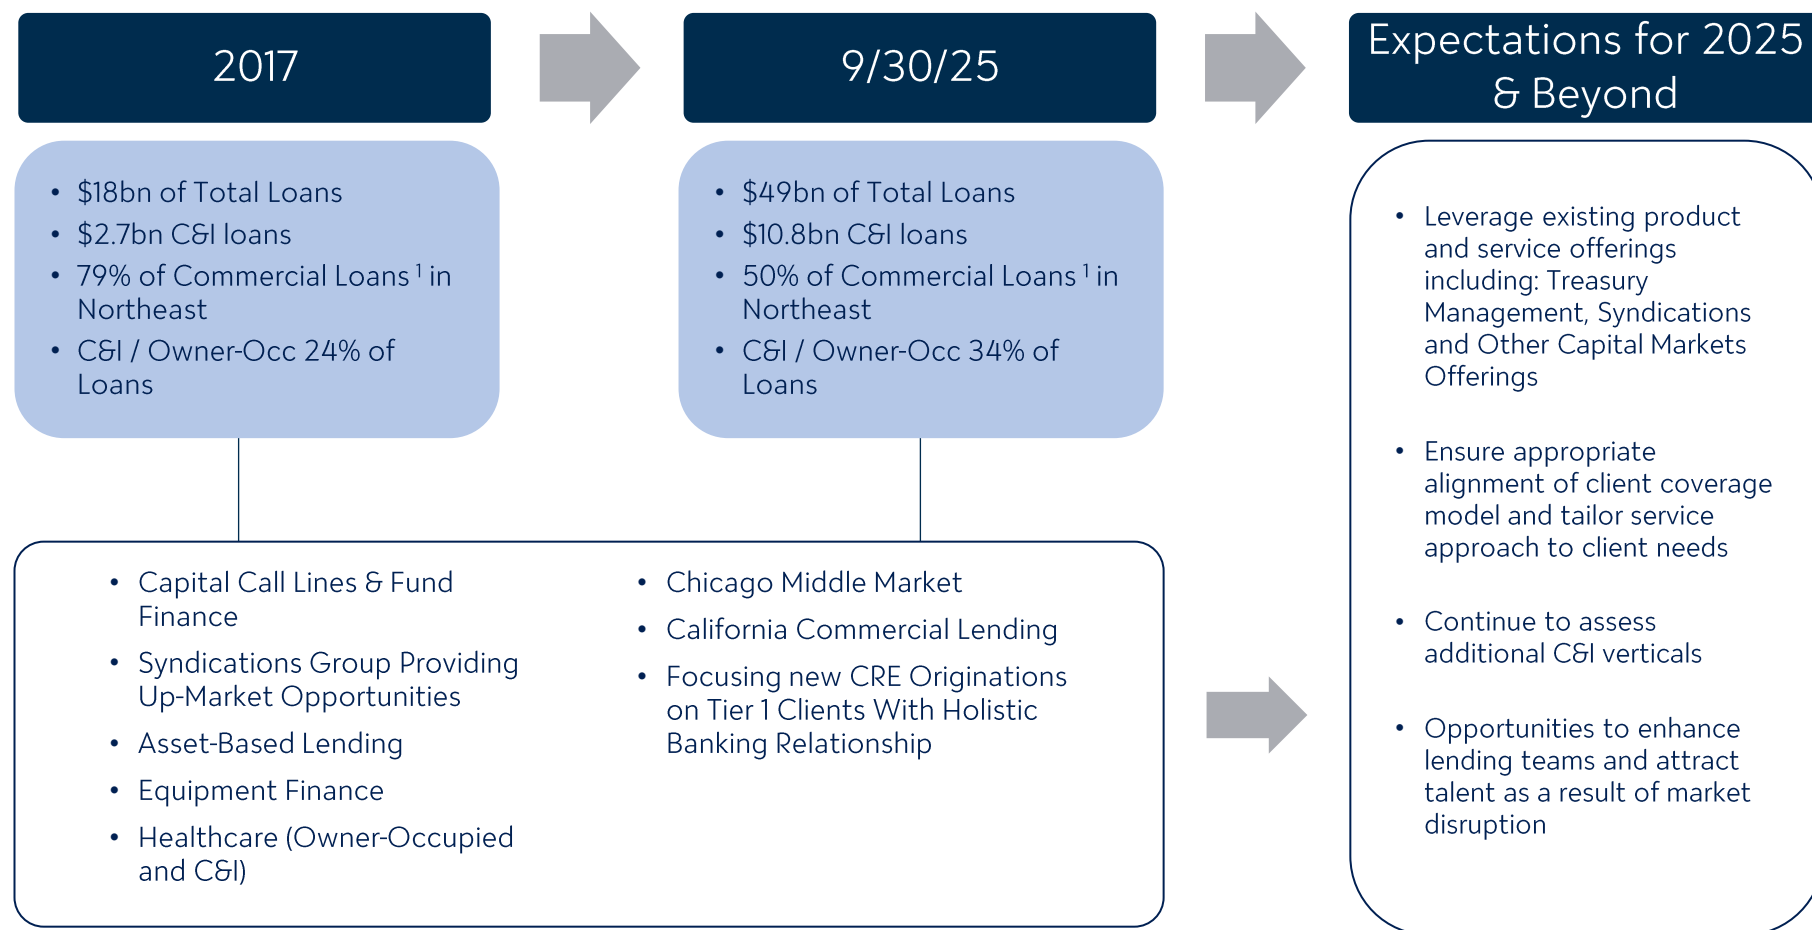 2017
• $18bn of Total Loans
• $2.7bn C&I loans
• 79% of Commercial Loans ¹ in
Northeast
• C&I / Owner-Occ 24% of
Loans
9/30/25
• $49bn of Total Loans
• $10.8bn C&I loans
• 50% of Commercial Loans ¹ in
Northeast
• C&I / Owner-Occ 34% of
Loans
• Capital Call Lines & Fund
Finance
• Syndications Group Providing
Up-Market Opportunities
• Asset-Based Lending
• Equipment Finance
• Healthcare (Owner-Occupied
and C&I)
• Chicago Middle Market
• California Commercial Lending
• Focusing new CRE Originations
on Tier 1 Clients With Holistic
Banking Relationship
Expectations for 2025
& Beyond
• Leverage existing product
and service offerings
including: Treasury
Management, Syndications
and Other Capital Markets
Offerings
• Ensure appropriate
alignment of client coverage
model and tailor service
approach to client needs
• Continue to assess
additional C&I verticals
• Opportunities to enhance
lending teams and attract
talent as a result of market
disruption